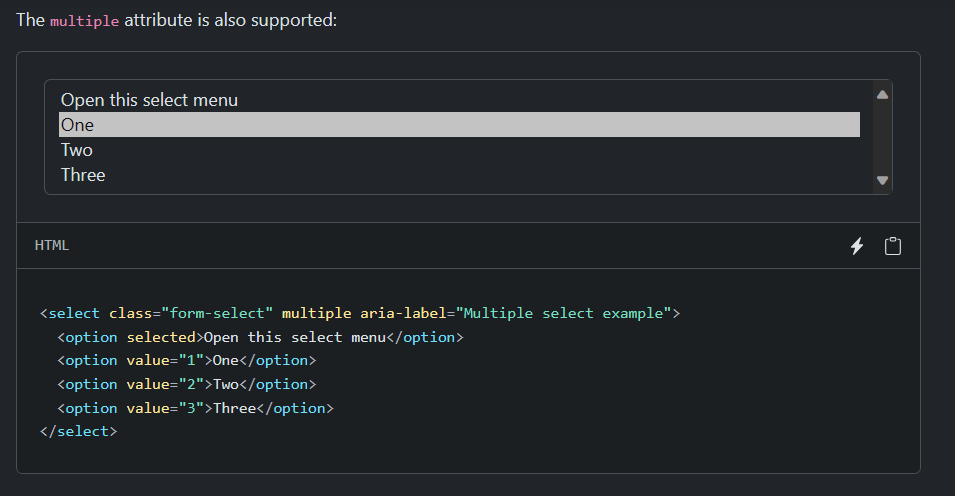 The multiple attribute is also supported:
Open this select menu
One
Two
Three
HTML
<select class="form-select" multiple aria-label="Multiple select example">
  <option selected>Open this select menu</option>
  <option value="1">One</option>
  <option value="2">Two</option>
  <option value="3">Three</option>
</select>